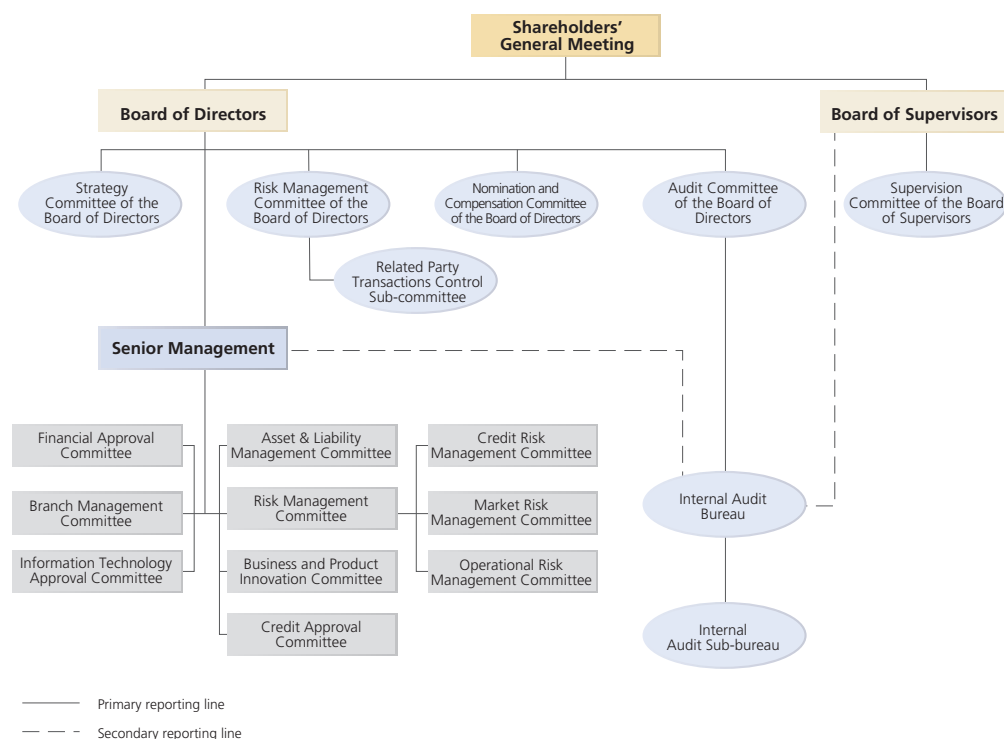 Shareholders’
General Meeting
Board of Directors
Board of Supervisors
Strategy
Committee of the
Board of Directors
Risk Management
Committee of the
Board of Directors
Nomination and
Compensation Committee
of the Board of Directors
Audit Committee
of the Board of
Directors
Supervision
Committee of the Board
of Supervisors
Related Party
Transactions Control
Sub-committee
Senior Management
Financial Approval
Committee
Asset & Liability
Management Committee
Credit Risk
Management Committee
Branch Management
Committee
Risk Management
Committee
Market Risk
Management Committee
Internal Audit
Bureau
Information Technology
Approval Committee
Business and Product
Innovation Committee
Operational Risk
Management Committee
Credit Approval
Committee
Internal
Audit Sub-bureau
Primary reporting line
Secondary reporting line